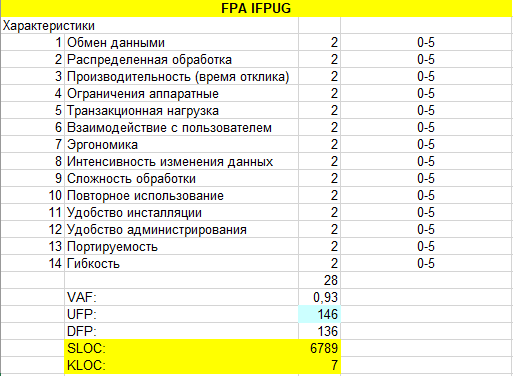 FPA IFPUG
Характеристики
1 Обмен данными 2 0-5
2 Распределенная обработка 2 0-5
3 Производительность (время отклика) 2 0-5
4 Ограничения аппаратные 2 0-5
5 Транзакционная нагрузка 2 0-5
6 Взаимодействие с пользователем 2 0-5
7 Эргономика 2 0-5
8 Интенсивность изменения данных 2 0-5
9 Сложность обработки 2 0-5
10 Повторное использование 2 0-5
11 Удобство инсталляции 2 0-5
12 Удобство администрирования 2 0-5
13 Портируемость 2 0-5
14 Гибкость 2 0-5
28
VAF: 0,93
UFP: 146
DFP: 136
SLOC: 6789
KLOC: 7